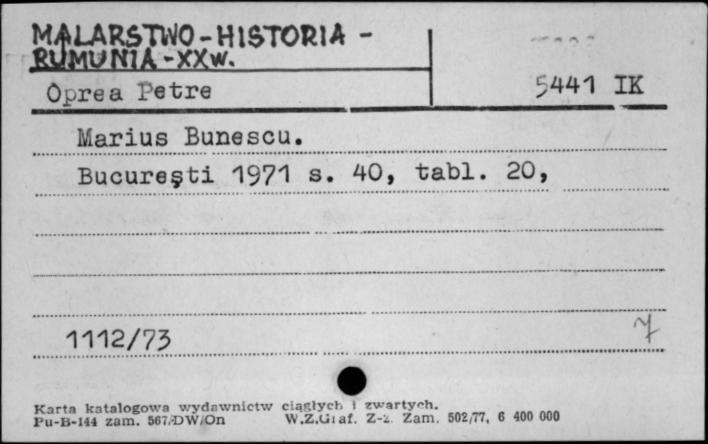 MALARSTWO-HISTORIA -
RUMUNIA-XXw.
Oprea Petre
5441 IK
Marius Bunescu.
Bucureşti 1971 s. 40, tabl. 20,
1112/73
Karta katalogowa wydawnictw ciągłych i zwartych.
Pu-B-144 zam. 567/DW/On W.Z.Graf. Z-z. Zam. 502/77, 6 400 000